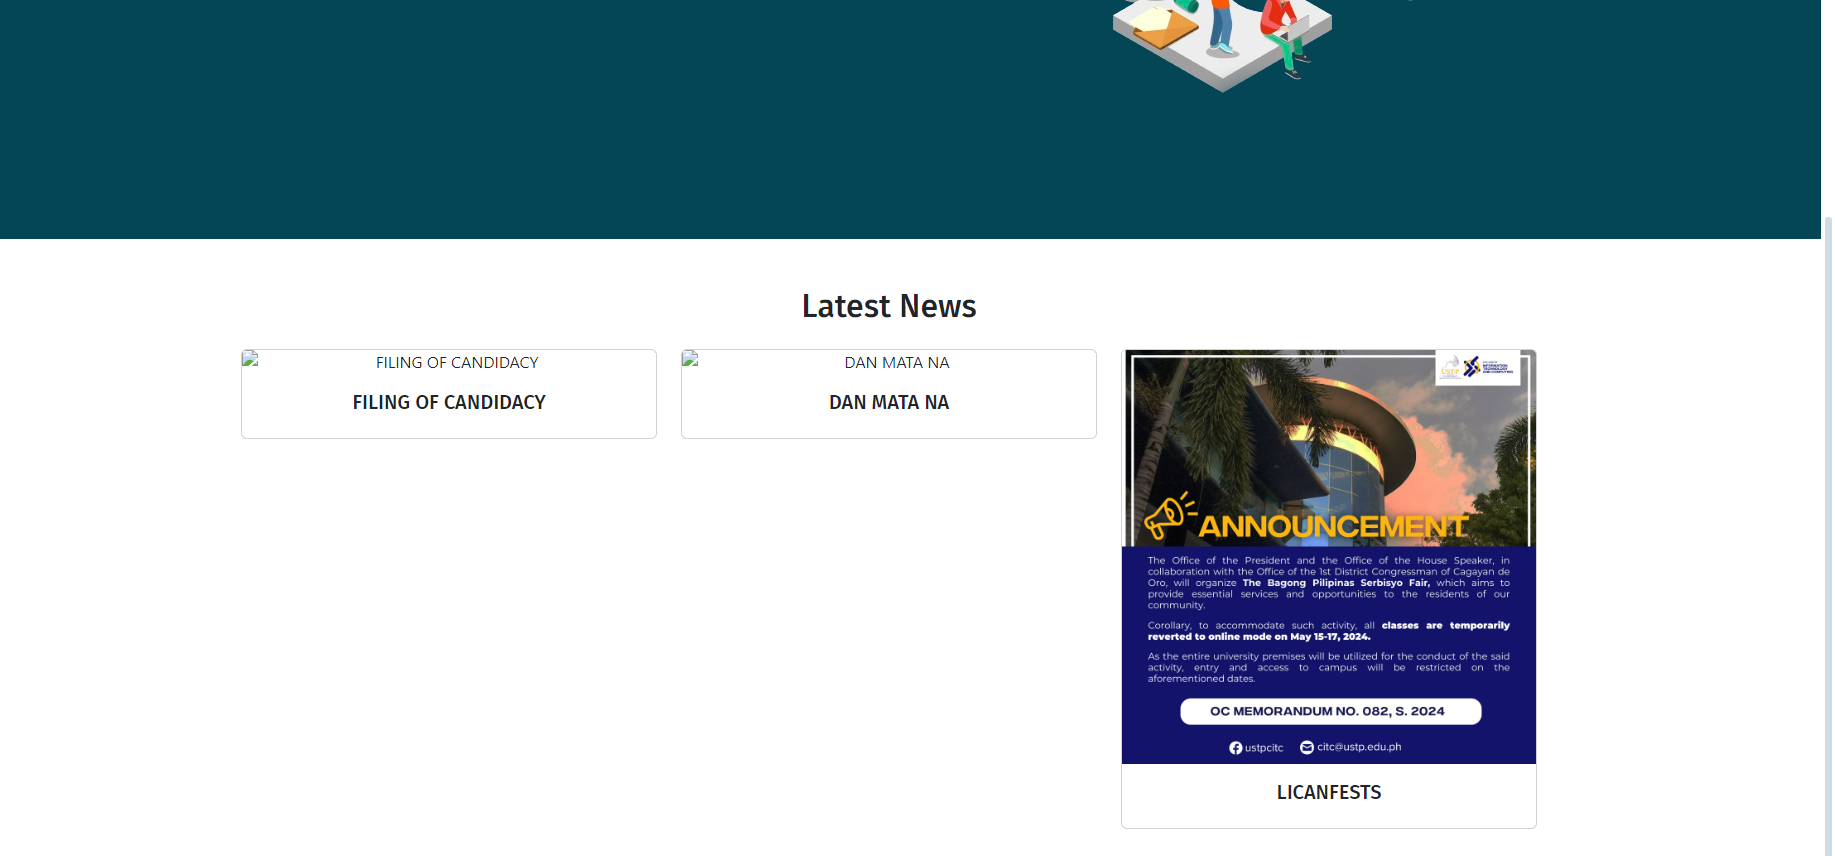 Latest News
FILING OF CANDIDACY
FILING OF CANDIDACY
DAN MATA NA
DAN MATA NA
USTP
INFORMATION
TECHNOLOGY
AND COMPUTING
ANNOUNCEMENT
The Office of the President and the Office of the House Speaker, in
collaboration with the Office of the 1st District Congressman of Cagayan de
Oro, will organize The Bagong Pilipinas Serbisyo Fair, which aims to
provide essential services and opportunities to the residents of our
community.
Corollary, to accommodate such activity, all classes are temporarily
reverted to online mode on May 15-17, 2024.
As the entire university premises will be utilized for the conduct of the said
activity, entry and access to campus will be restricted on the
aforementioned dates.
OC MEMORANDUM NO. 082, S. 2024
ustpcitc citc@ustp.edu.ph
LICANFESTS